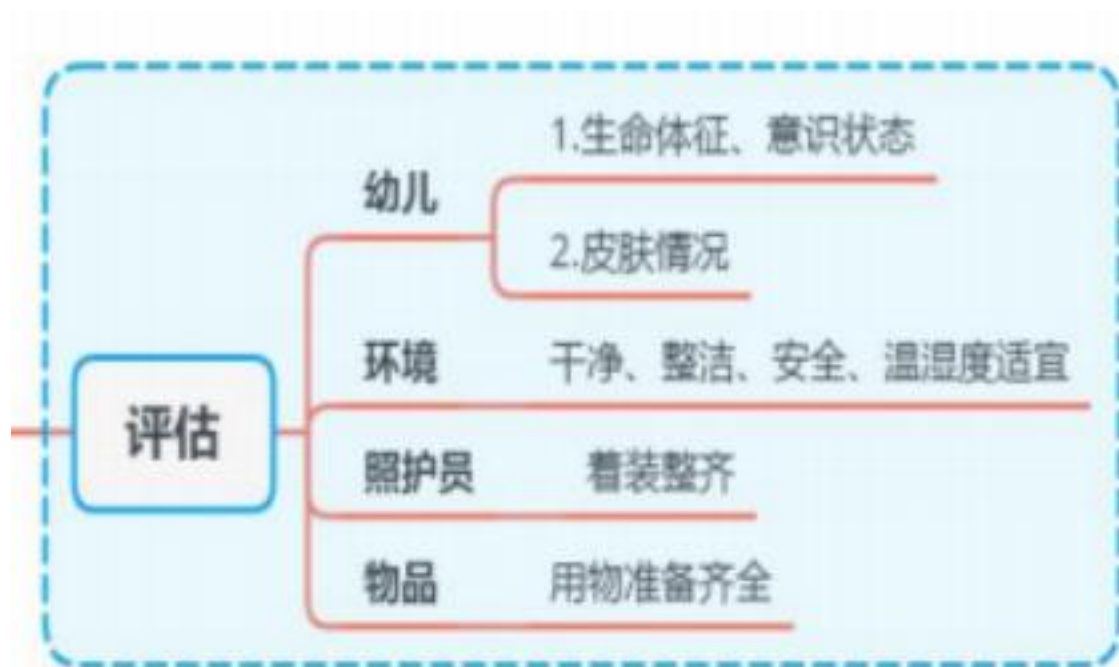 1.生命体征、意识状态
幼儿
2.皮肤情况
环境 干净、整洁、安全、温湿度适宜
评估
照护员 着装整齐
物品 用物准备齐全